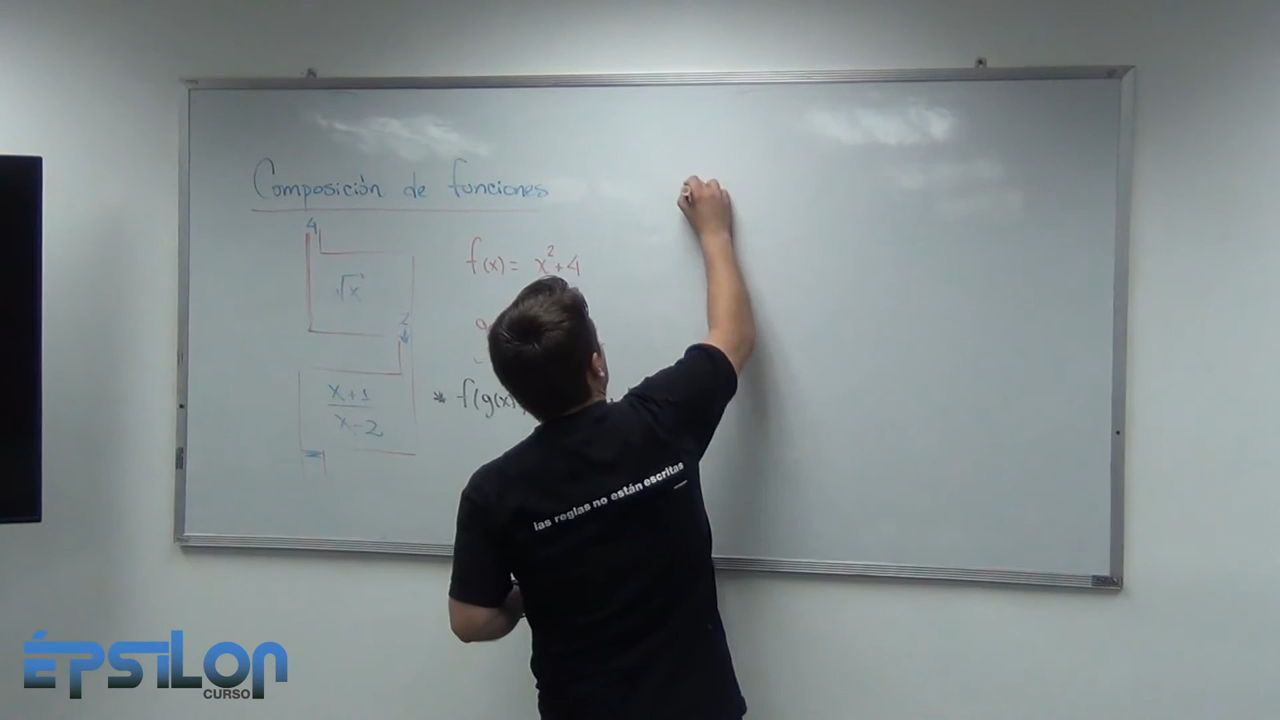 Composición de funciones
4
√x
2
x+1
x-2
f(x) = x²+4
* f(g(x)
las reglas no están escritas
ÉPSILON
CURSO